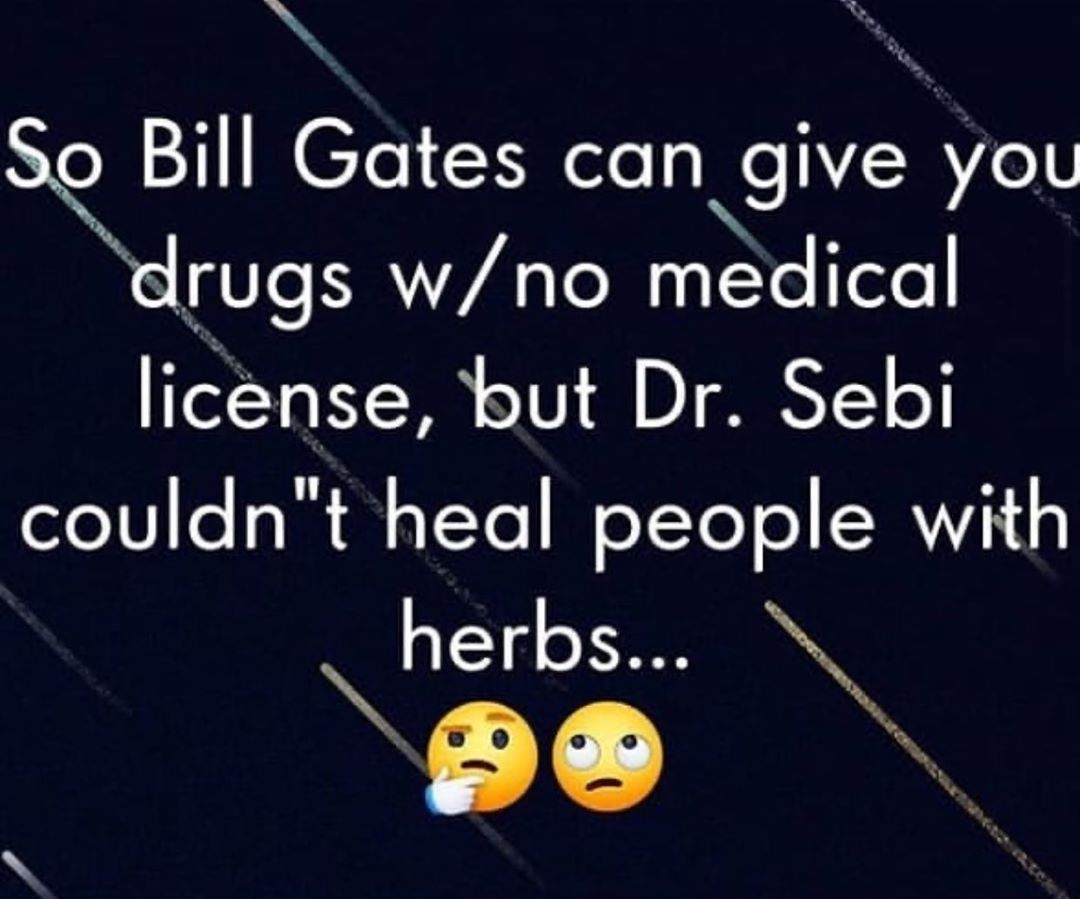 So Bill Gates can give you
drugs w/no medical
license, but Dr. Sebi
couldn"t heal people with
herbs...